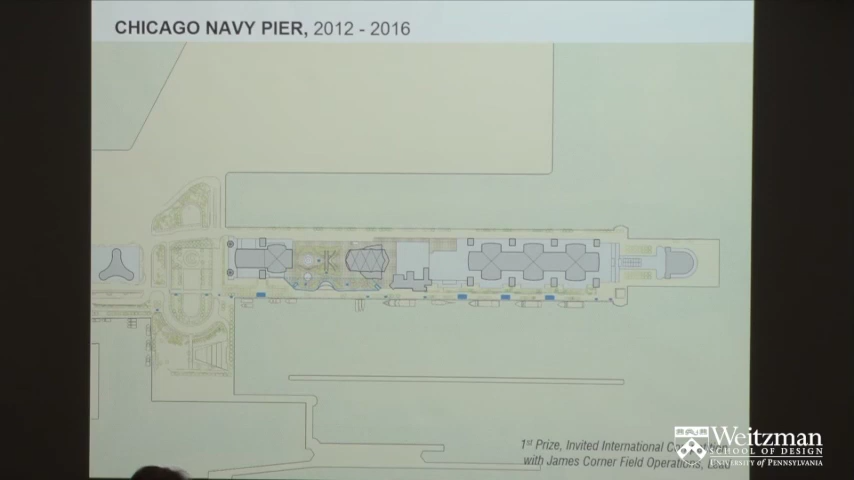 CHICAGO NAVY PIER, 2012 - 2016
1st Prize, Invited International
with James Corner Field Operations, Lead
Weitzman
SCHOOL OF DESIGN
UNIVERSITY of PENNSYLVANIA